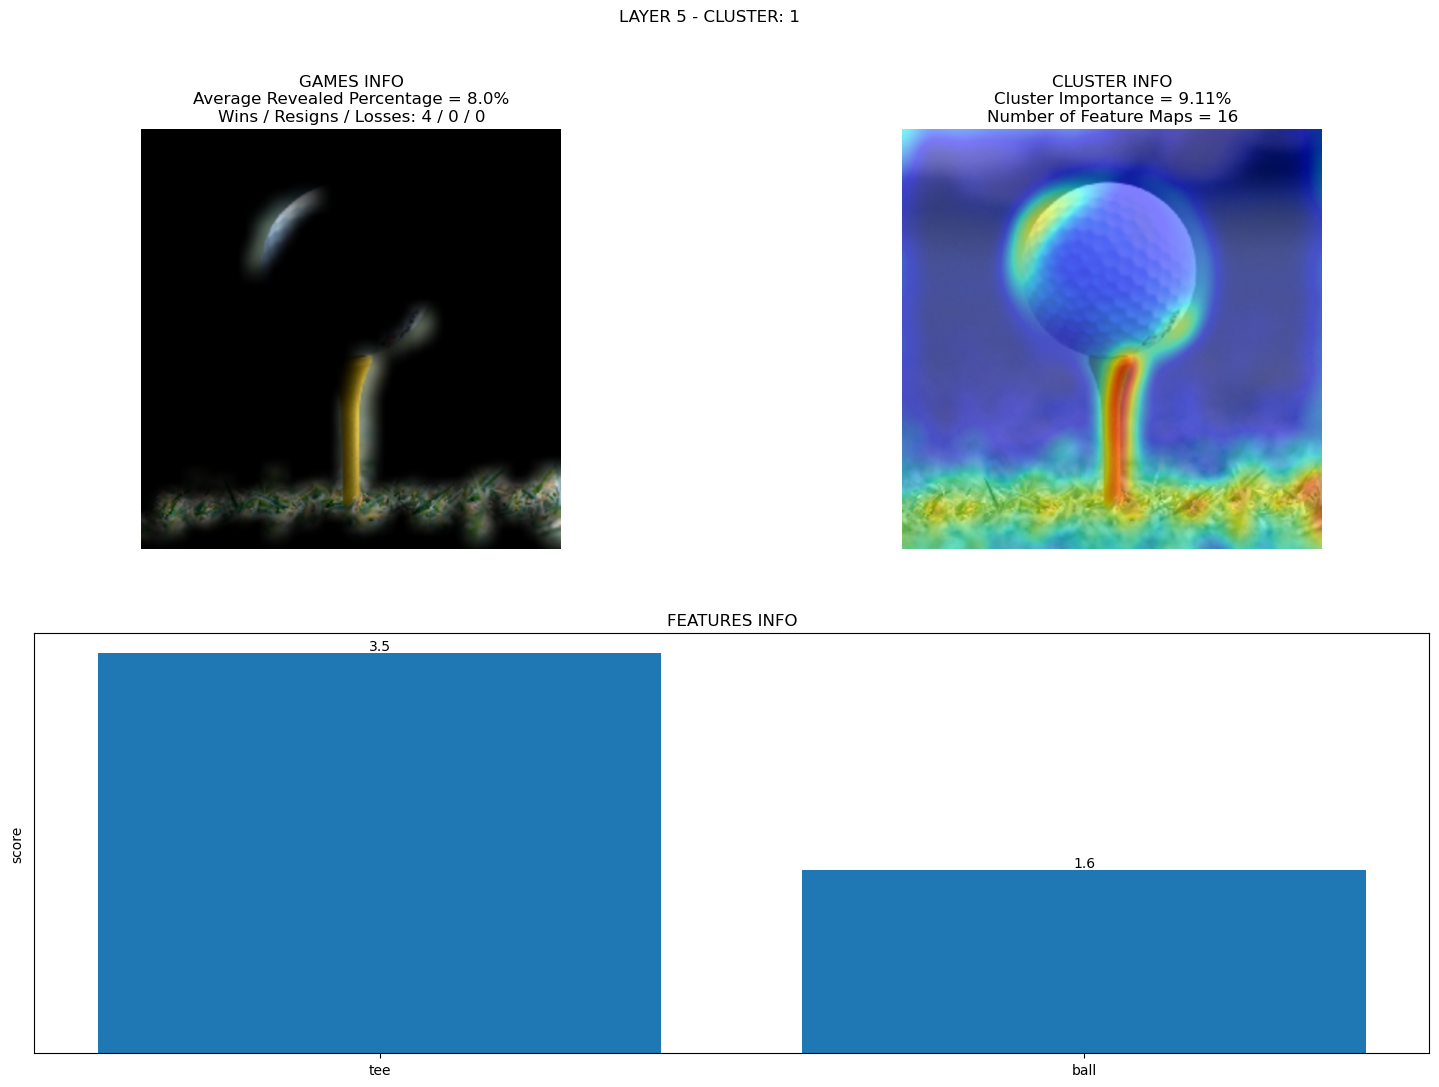 LAYER 5 - CLUSTER: 1
GAMES INFO
Average Revealed Percentage = 8.0%
Wins / Resigns / Losses: 4 / 0 / 0
CLUSTER INFO
Cluster Importance = 9.11%
Number of Feature Maps = 16
FEATURES INFO
3.5
1.6
score
tee
ball